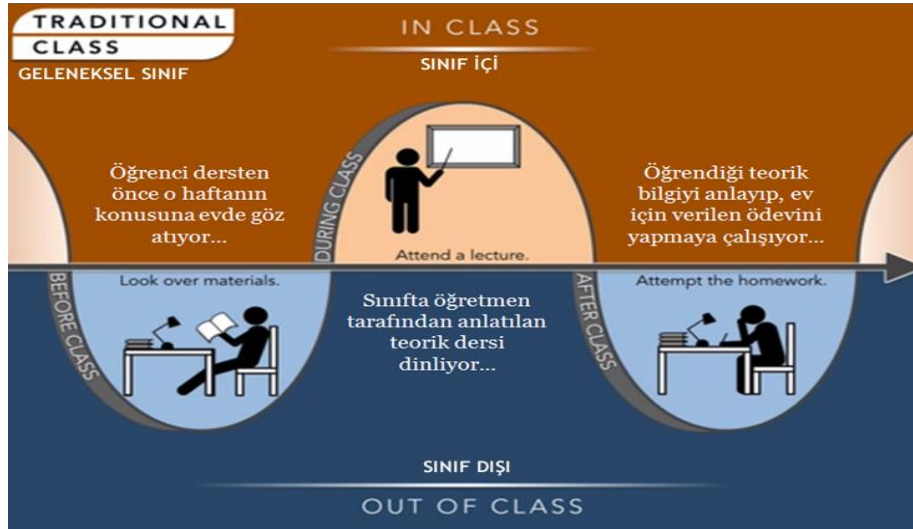 TRADITIONAL
CLASS
GELENEKSEL SINIF
IN CLASS
SINIF İÇİ
Öğrenci dersten
önce o haftanın
konusuna evde göz
atıyor...
DURING CLASS
Attend a lecture.
Öğrendiği teorik
bilgiyi anlayıp, ev
için verilen ödevini
yapmaya çalışıyor...
BEFORE CLASS
Look over materials.
Sınıfta öğretmen
tarafından anlatılan
teorik dersi
dinliyor...
AFTER CLASS
Attempt the homework.
SINIF DIŞI
OUT OF CLASS